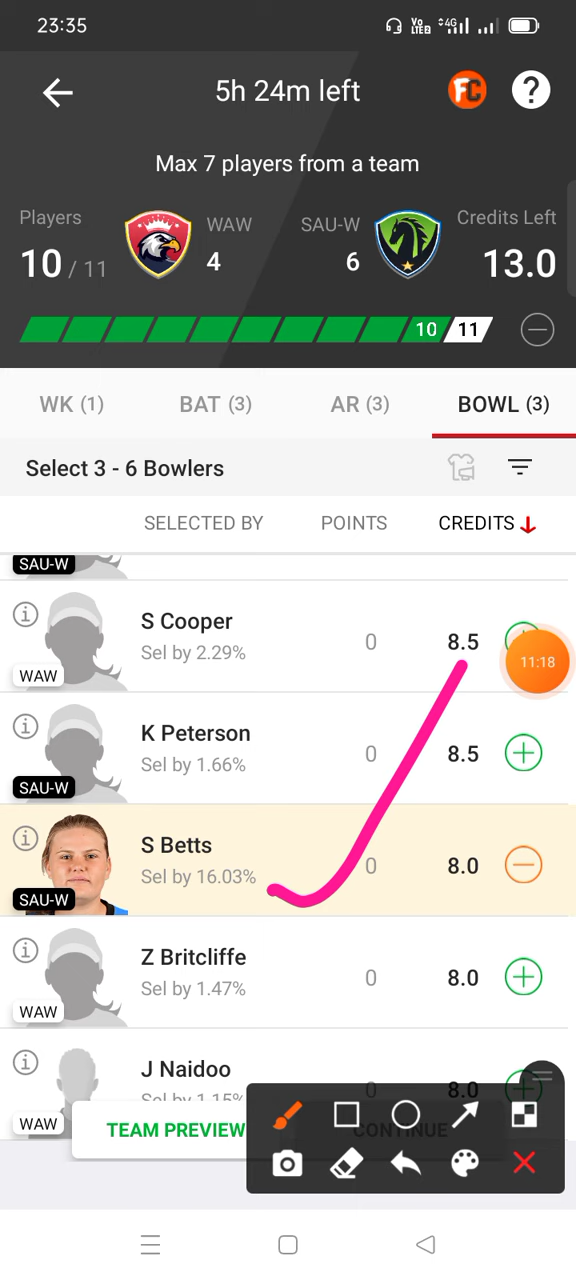 23:35
Vo LTE2 4G
5h 24m left
FC ?
Max 7 players from a team
Players WAW SAU-W Credits Left
10 / 11 4 6 13.0
10 11
WK (1) BAT (3) AR (3) BOWL (3)
Select 3 - 6 Bowlers
SELECTED BY POINTS CREDITS
SAU-W
S Cooper
Sel by 2.29% 0 8.5
11:18
WAW
K Peterson
Sel by 1.66% 0 8.5
SAU-W
S Betts
Sel by 16.03% 0 8.0
SAU-W
Z Britcliffe
Sel by 1.47% 0 8.0
WAW
J Naidoo
Sel by 1.15% 0 8.0
WAW
TEAM PREVIEW CONTINUE